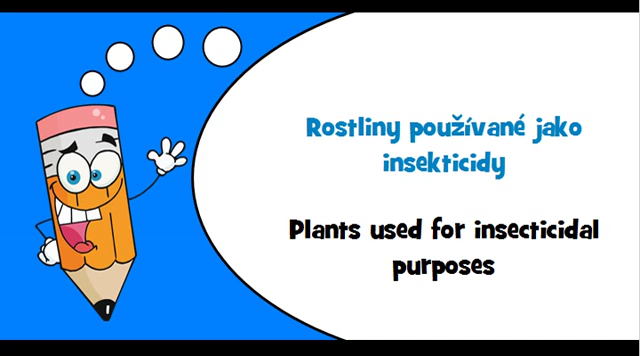 Rostliny používané jako
insekticidy
Plants used for insecticidal
purposes